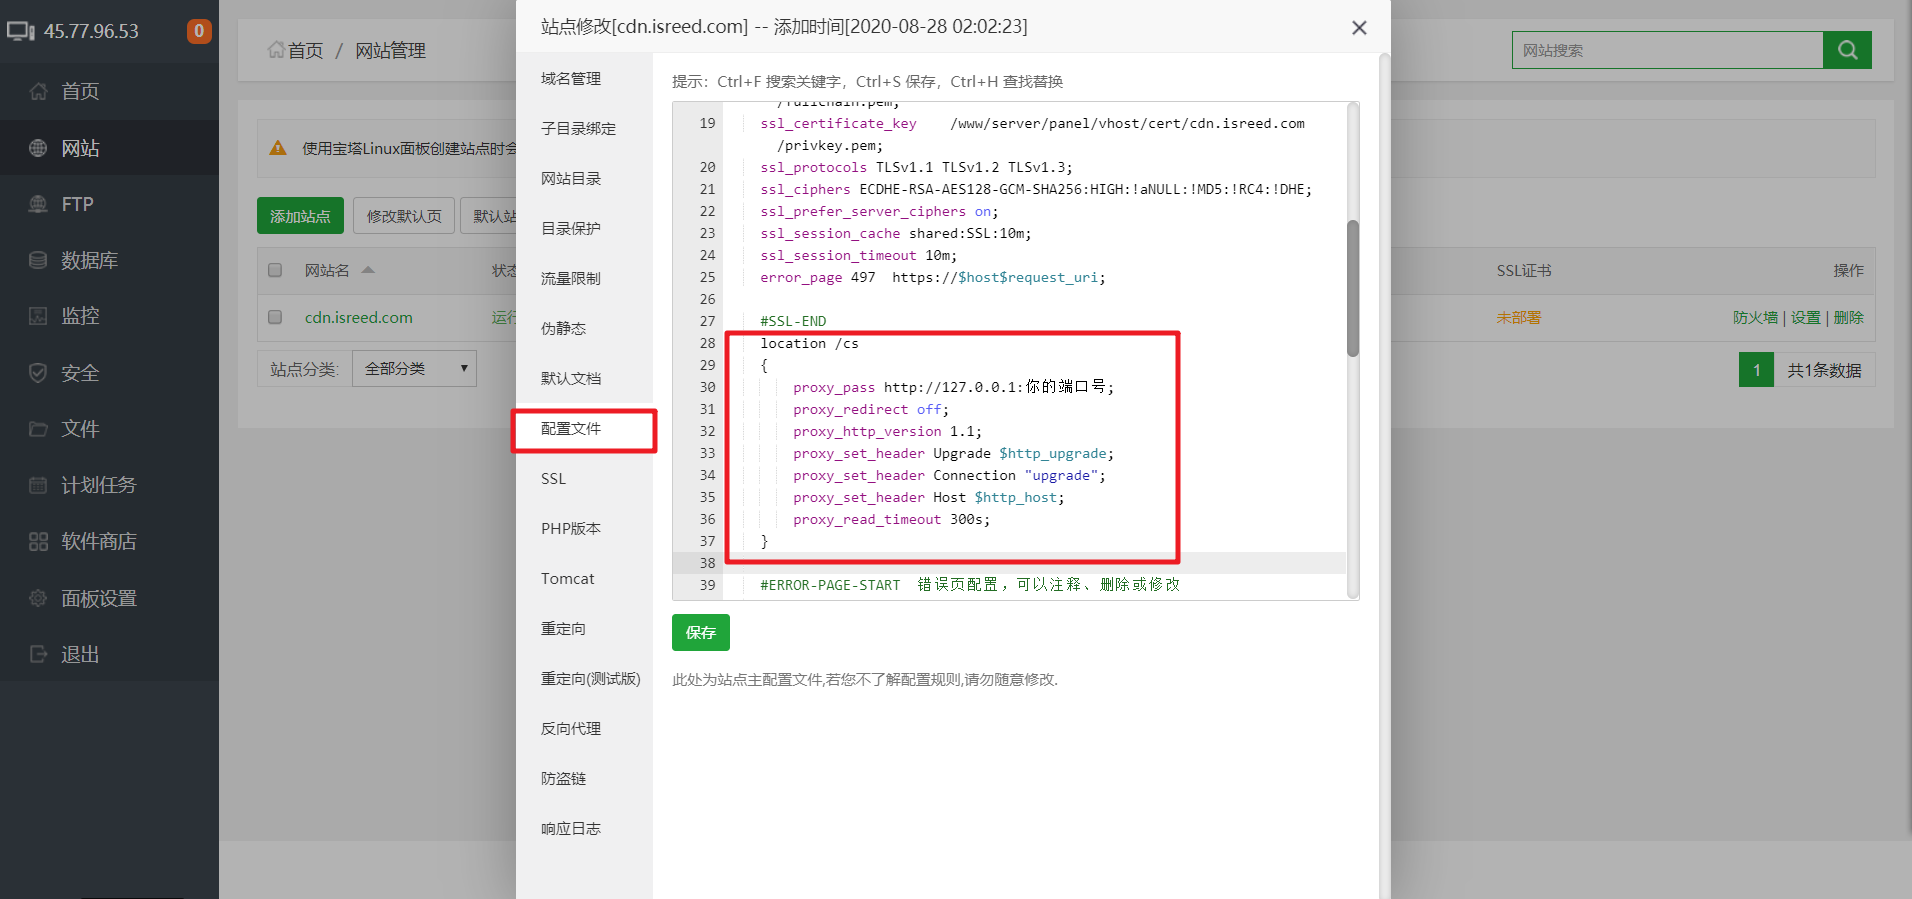 45.77.96.53
0
首页
网站
FTP
数据库
监控
安全
文件
计划任务
软件商店
面板设置
退出
首页 / 网站管理
网站搜索
使用宝塔Linux面板创建站点时会
添加站点
修改默认页
默认站
网站名
状态
SSL证书
操作
cdn.isreed.com
运行
未部署
防火墙 | 设置 | 删除
站点分类:
全部分类
1
共1条数据
站点修改[cdn.isreed.com] -- 添加时间[2020-08-28 02:02:23]
域名管理
子目录绑定
网站目录
目录保护
流量限制
伪静态
默认文档
配置文件
SSL
PHP版本
Tomcat
重定向
重定向(测试版)
反向代理
防盗链
响应日志
提示：Ctrl+F 搜索关键字，Ctrl+S 保存，Ctrl+H 查找替换
/fullchain.pem;
19 ssl_certificate_key    /www/server/panel/vhost/cert/cdn.isreed.com
/privkey.pem;
20 ssl_protocols TLSv1.1 TLSv1.2 TLSv1.3;
21 ssl_ciphers ECDHE-RSA-AES128-GCM-SHA256:HIGH:!aNULL:!MD5:!RC4:!DHE;
22 ssl_prefer_server_ciphers on;
23 ssl_session_cache shared:SSL:10m;
24 ssl_session_timeout 10m;
25 error_page 497  https://$host$request_uri;
26
27 #SSL-END
28 location /cs
29 {
30 proxy_pass http://127.0.0.1:你的端口号;
31 proxy_redirect off;
32 proxy_http_version 1.1;
33 proxy_set_header Upgrade $http_upgrade;
34 proxy_set_header Connection "upgrade";
35 proxy_set_header Host $http_host;
36 proxy_read_timeout 300s;
37 }
38
39 #ERROR-PAGE-START  错误页配置，可以注释、删除或修改
保存
此处为站点主配置文件,若您不了解配置规则,请勿随意修改.